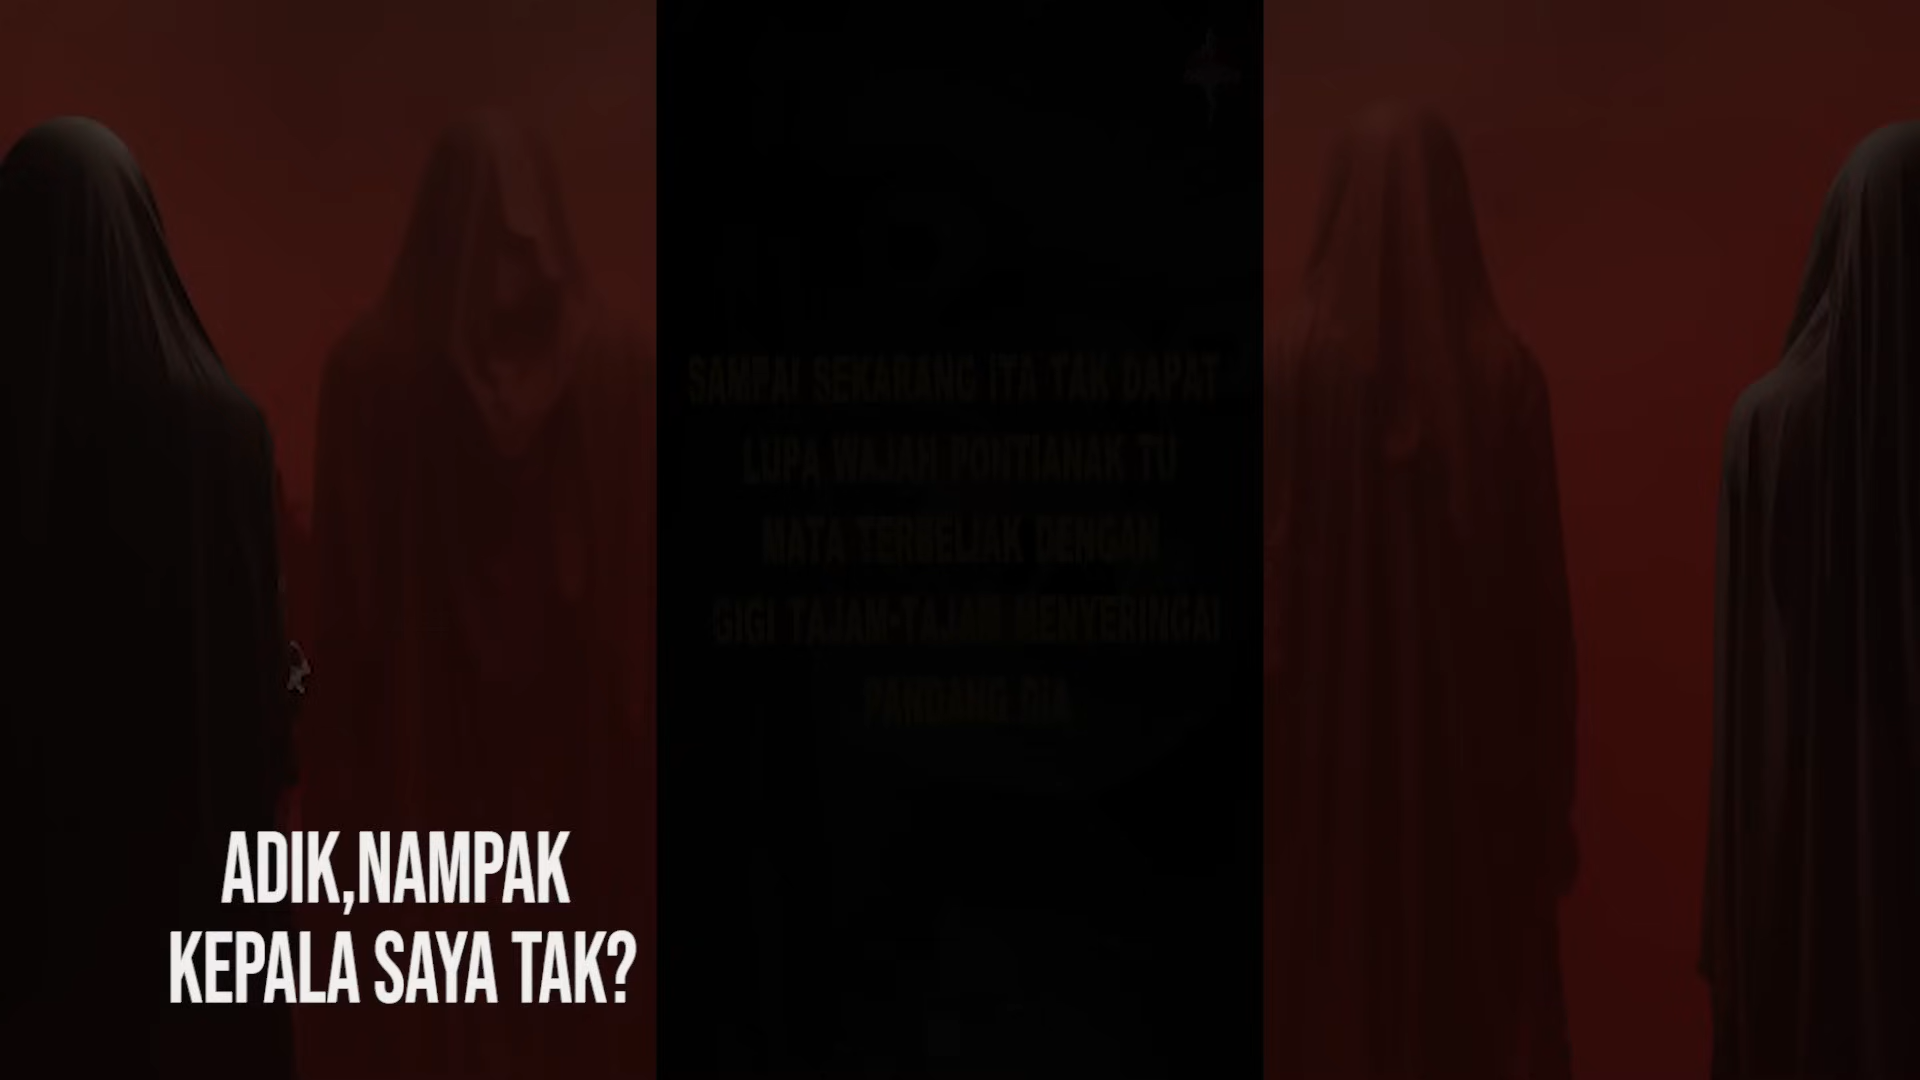 SAMPAI SEKARANG ITA TAK DAPAT
LUPA WAJAH PONTIANAK TU
MATA TERBELIAK DENGAN
GIGI TAJAM-TAJAM MENYERINGAI
PANDANG DIA
ADIK,NAMPAK
KEPALA SAYA TAK?